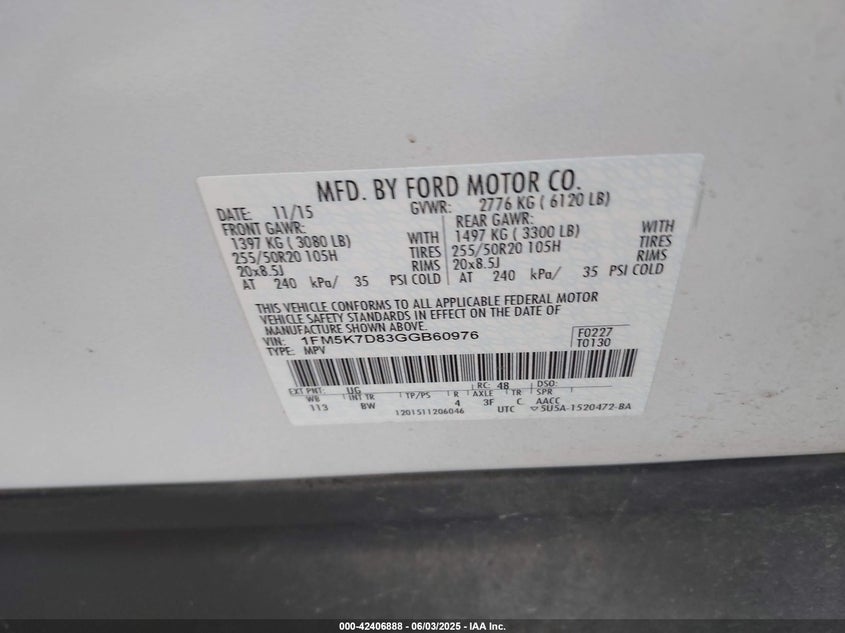 MFD. BY FORD MOTOR CO.
DATE: 11/15 GVWR: 2776 KG ( 6120 LB)
FRONT GAWR: REAR GAWR:
1397 KG ( 3080 LB) WITH 1497 KG ( 3300 LB) WITH
255/50R20 105H TIRES 255/50R20 105H TIRES
20x8.5J RIMS 20x8.5J RIMS
AT 240 kPa/ 35 PSI COLD AT 240 kPa/ 35 PSI COLD
THIS VEHICLE CONFORMS TO ALL APPLICABLE FEDERAL MOTOR
VEHICLE SAFETY STANDARDS IN EFFECT ON THE DATE OF
MANUFACTURE SHOWN ABOVE.
VIN: 1FM5K7D83GGB60976 F0227
TYPE: MPV T0130
EXT PNT: UG RC: 48 DSO:
WB INT TR TP/PS R AXLE TR SPR
113 BW 4 3F C AACC
1201511206046 UTC ▽5U5A-1520472-BA
000-42406888 - 06/03/2025 - IAA Inc.